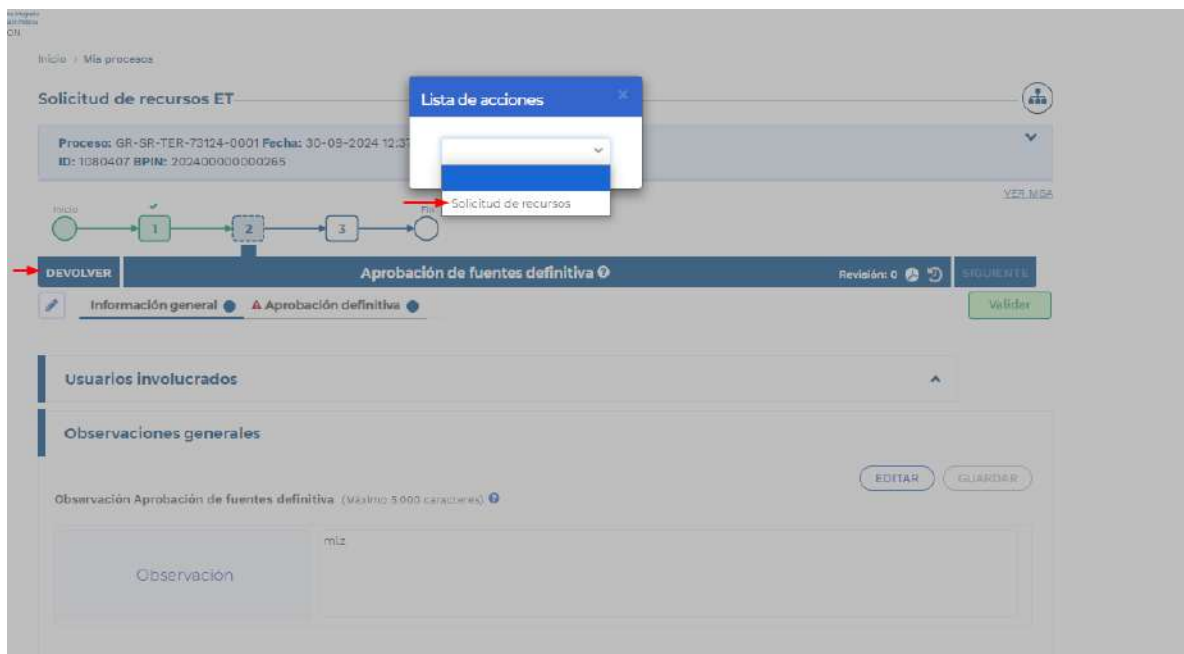 Inicio > Mis procesos
Solicitud de recursos ET
Lista de acciones ×
Proceso: GR-SR-TER-73124-0001 Fecha: 30-09-2024 12:37
ID: 1080407 BPIN: 202400000000265
Solicitud de recursos
VER MGA
Inicio 1 2 3 Fin
DEVOLVER Aprobación de fuentes definitiva Revisión: 0 SIGUIENTE
Información general Aprobación definitiva Validar
Usuarios involucrados
Observaciones generales
EDITAR GUARDAR
Observación Aprobación de fuentes definitiva (Máximo 5.000 caracteres)
miz
Observación